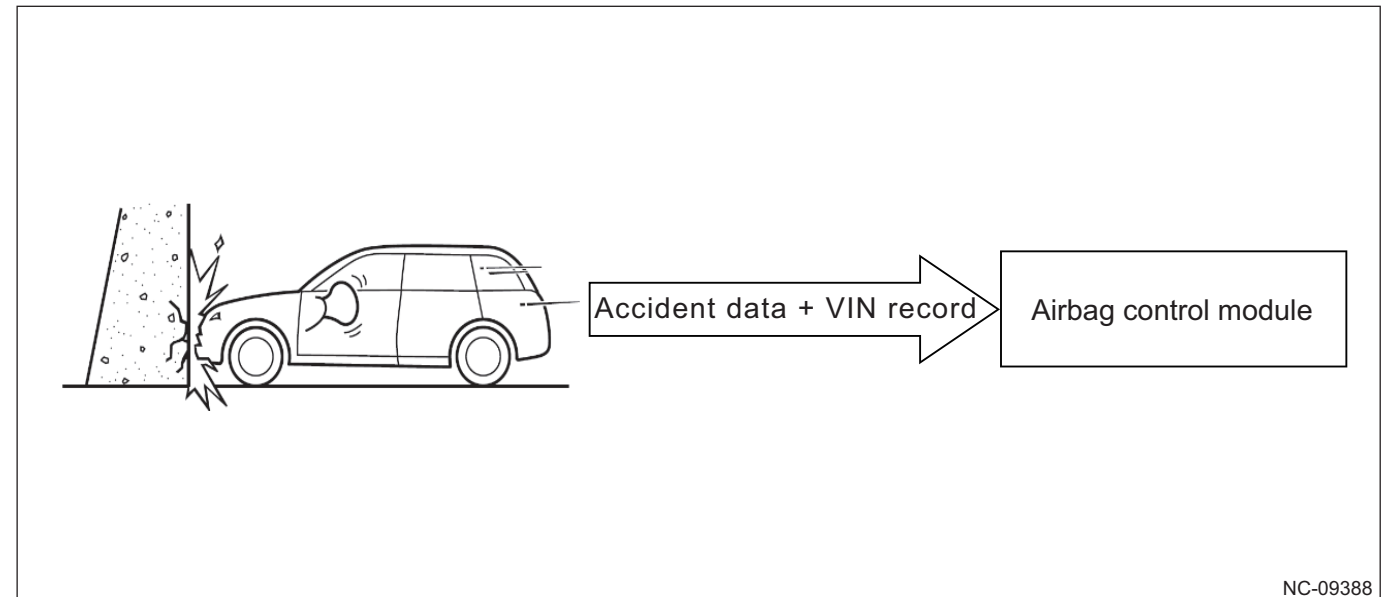 Accident data + VIN record
Airbag control module
NC-09388